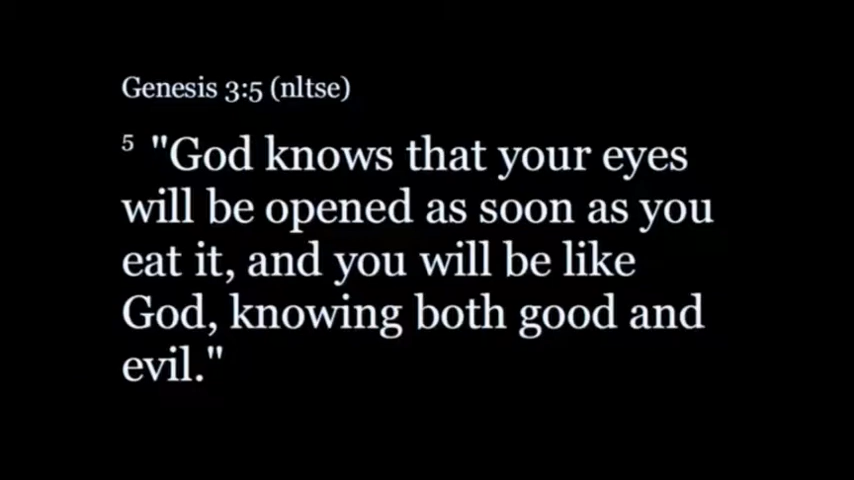 Genesis 3:5 (nltse)
5 "God knows that your eyes
will be opened as soon as you
eat it, and you will be like
God, knowing both good and
evil."